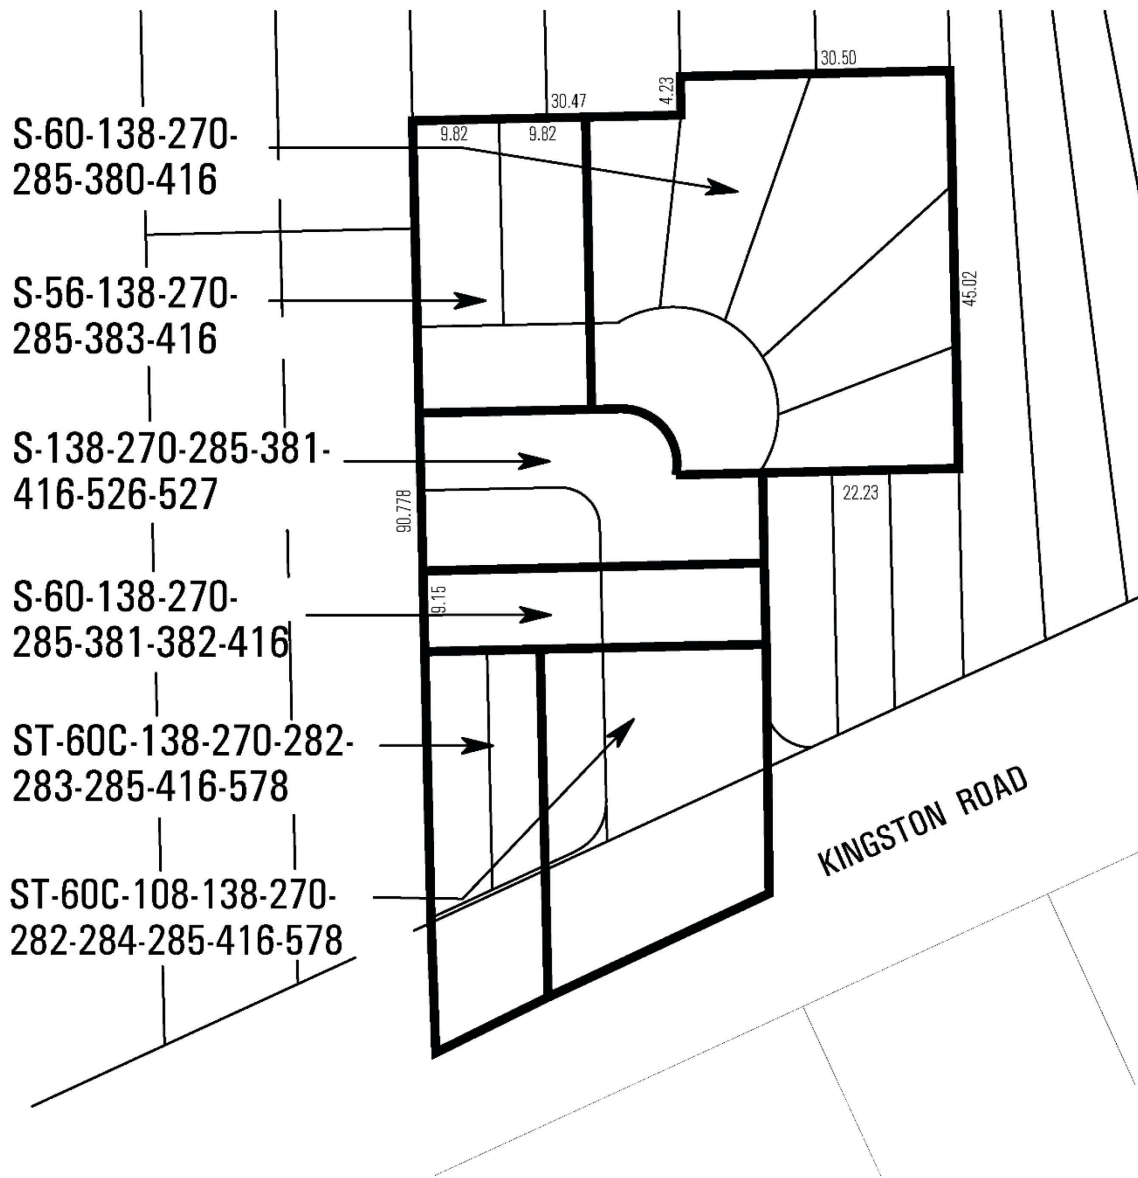 30.50
4.23
30.47
9.82
9.82
S-60-138-270-
285-380-416
S-56-138-270-
285-383-416
45.02
S-138-270-285-381-
416-526-527
90.778
22.23
S-60-138-270-
285-381-382-416
9.15
ST-60C-138-270-282-
283-285-416-578
KINGSTON ROAD
ST-60C-108-138-270-
282-284-285-416-578